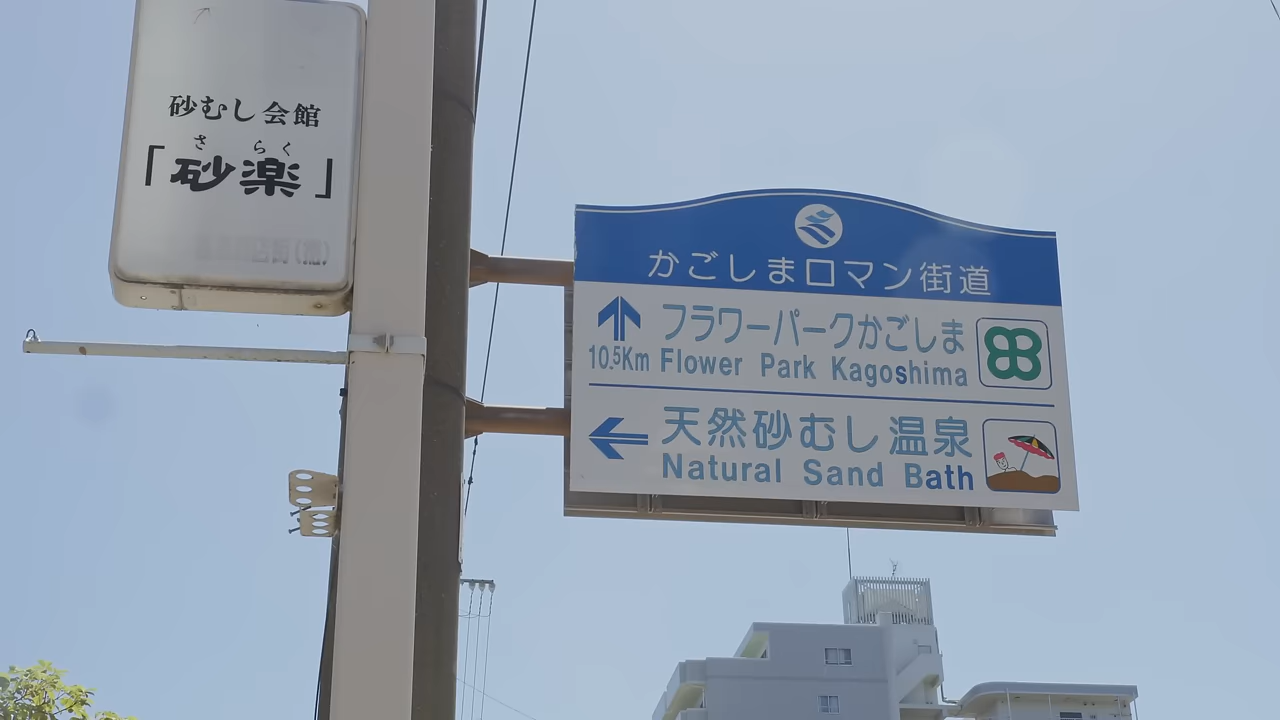 砂むし会館
さらく
「砂楽」
かごしまロマン街道
フラワーパークかごしま
10.5Km Flower Park Kagoshima
天然砂むし温泉
Natural Sand Bath